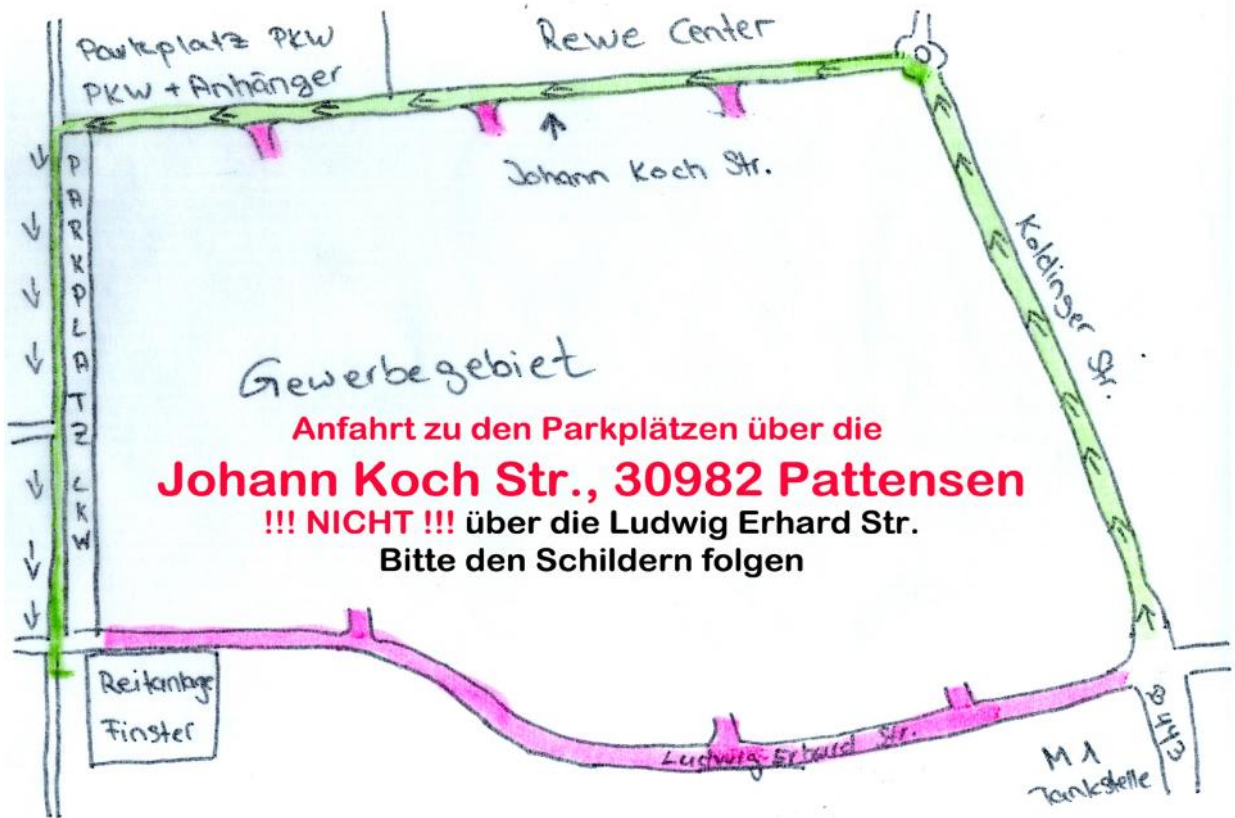 Parkplatz PKW
PKW + Anhänger
Rewe Center
Johann Koch Str.
Koldinger Str.
PARKPLATZ LKW
Gewerbegebiet
Anfahrt zu den Parkplätzen über die
Johann Koch Str., 30982 Pattensen
!!! NICHT !!! über die Ludwig Erhard Str.
Bitte den Schildern folgen
Reitanlage
Finster
Ludwig-Erhard Str.
B443
M1
Tankstelle